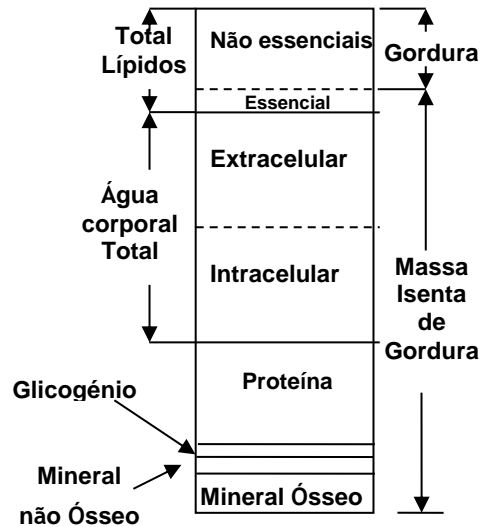 Total
Lípidos
Não essenciais
Gordura
Essencial
Extracelular
Água
corporal
Total
Intracelular
Massa
Isenta
de
Gordura
Proteína
Glicogénio
Mineral
não Ósseo
Mineral Ósseo